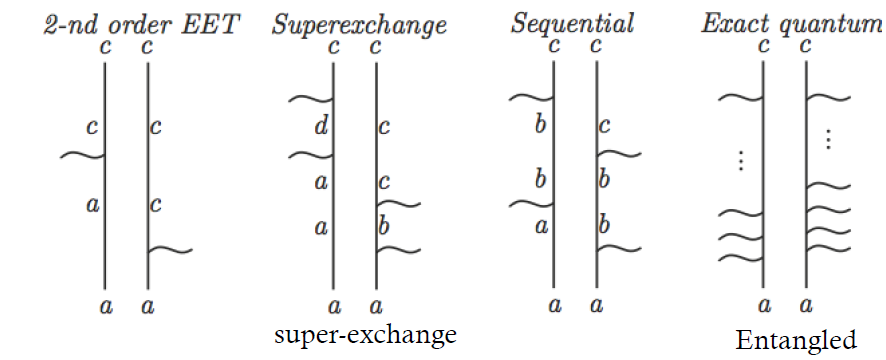 2-nd order EET Superexchange Sequential Exact quantum
c c c c c c c c
c c d c b c
⋮ ⋮
a c a c b b
a b a b
a a a a a a a a
super-exchange Entangled